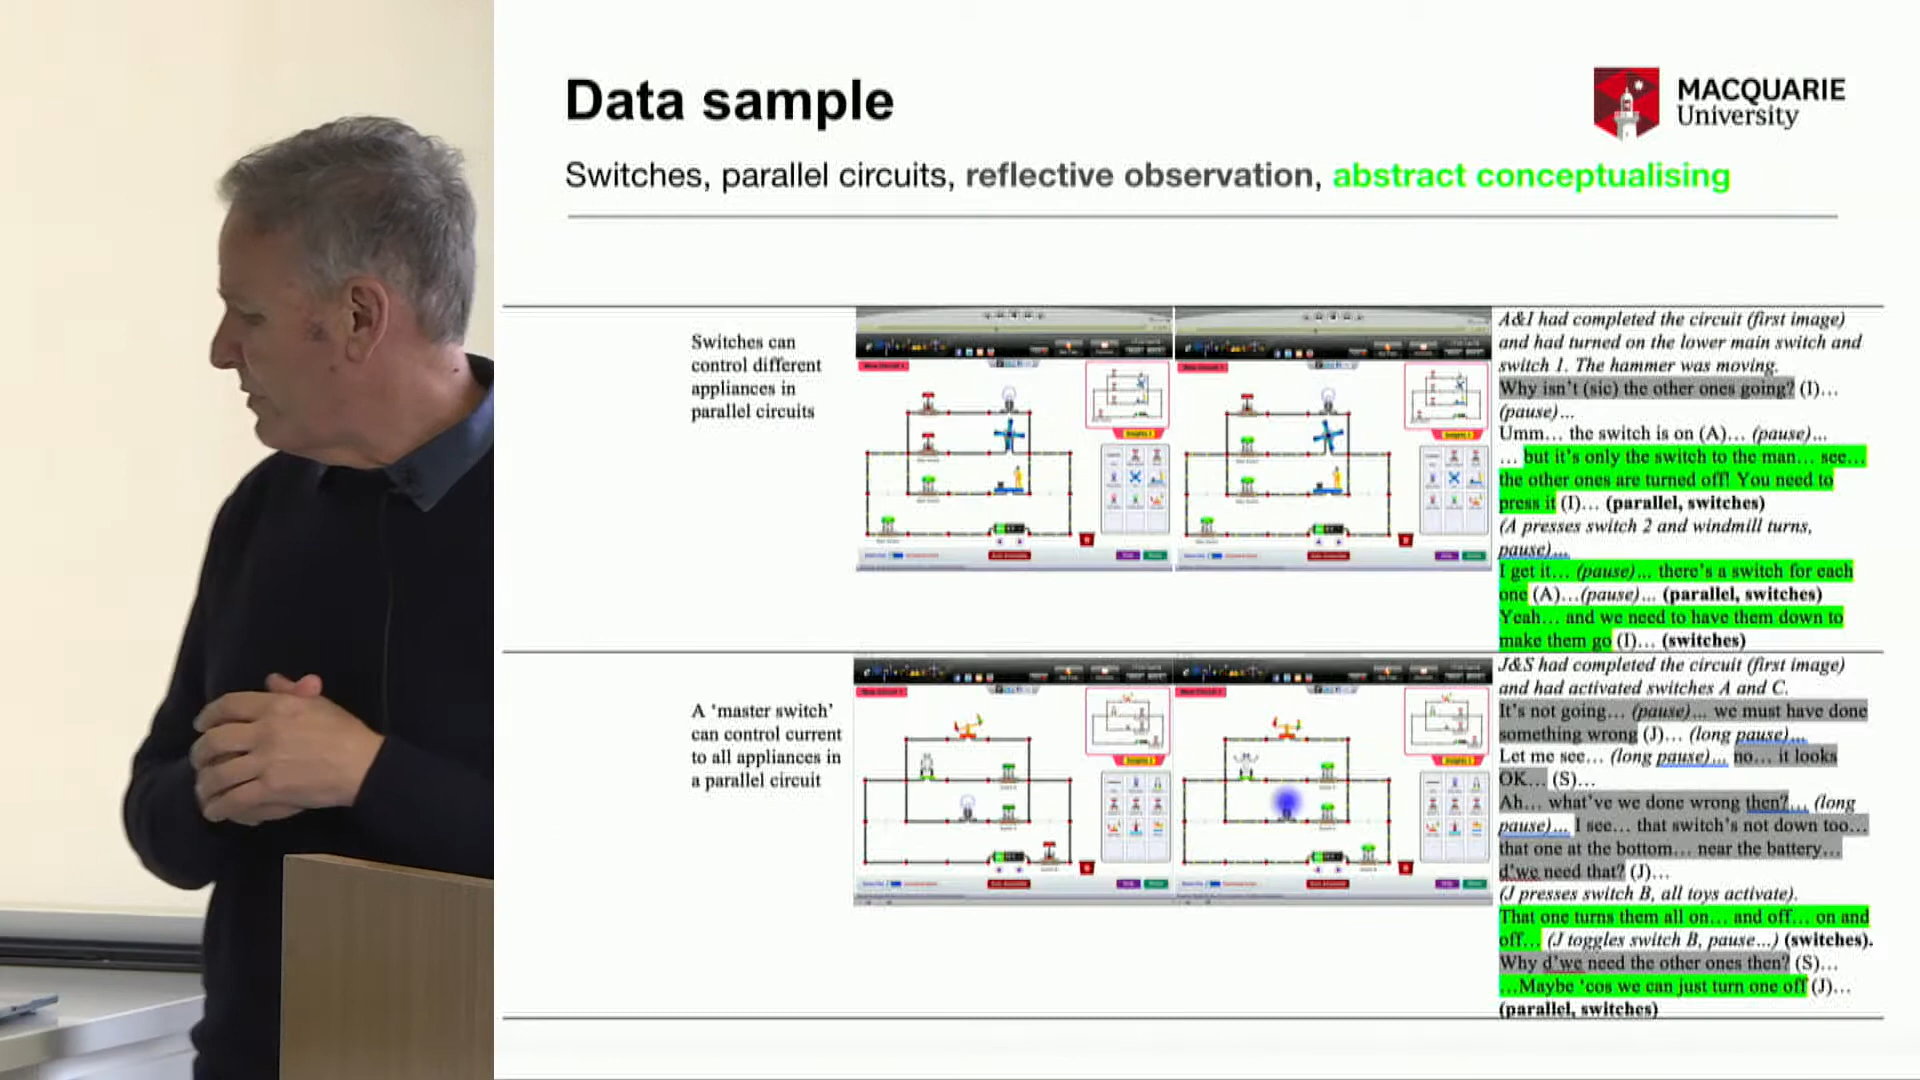 Data sample
MACQUARIE
University
Switches, parallel circuits, reflective observation, abstract conceptualising
Switches can
control different
appliances in
parallel circuits
A&I had completed the circuit (first image)
and had turned on the lower main switch and
switch 1. The hammer was moving.
Why isn't (sic) the other ones going? (I)…
(pause)…
Umm… the switch is on (A)… (pause)…
… but it's only the switch to the man… see…
the other ones are turned off! You need to
press it (I)… (parallel, switches)
(A presses switch 2 and windmill turns,
pause)…
I get it… (pause)… there's a switch for each
one (A)…(pause)… (parallel, switches)
Yeah… and we need to have them down to
make them go (I)… (switches)
A 'master switch'
can control current
to all appliances in
a parallel circuit
J&S had completed the circuit (first image)
and had activated switches A and C.
It's not going… (pause)… we must have done
something wrong (J)… (long pause)…
Let me see… (long pause)… no… it looks
OK… (S)…
Ah… what've we done wrong then?… (long
pause)… I see… that switch's not down too…
that one at the bottom… near the battery…
d'we need that? (J)…
(J presses switch B, all toys activate).
That one turns them all on… and off… on and
off… (J toggles switch B, pause…) (switches).
Why d'we need the other ones then? (S)…
…Maybe 'cos we can just turn one off (J)…
(parallel, switches)